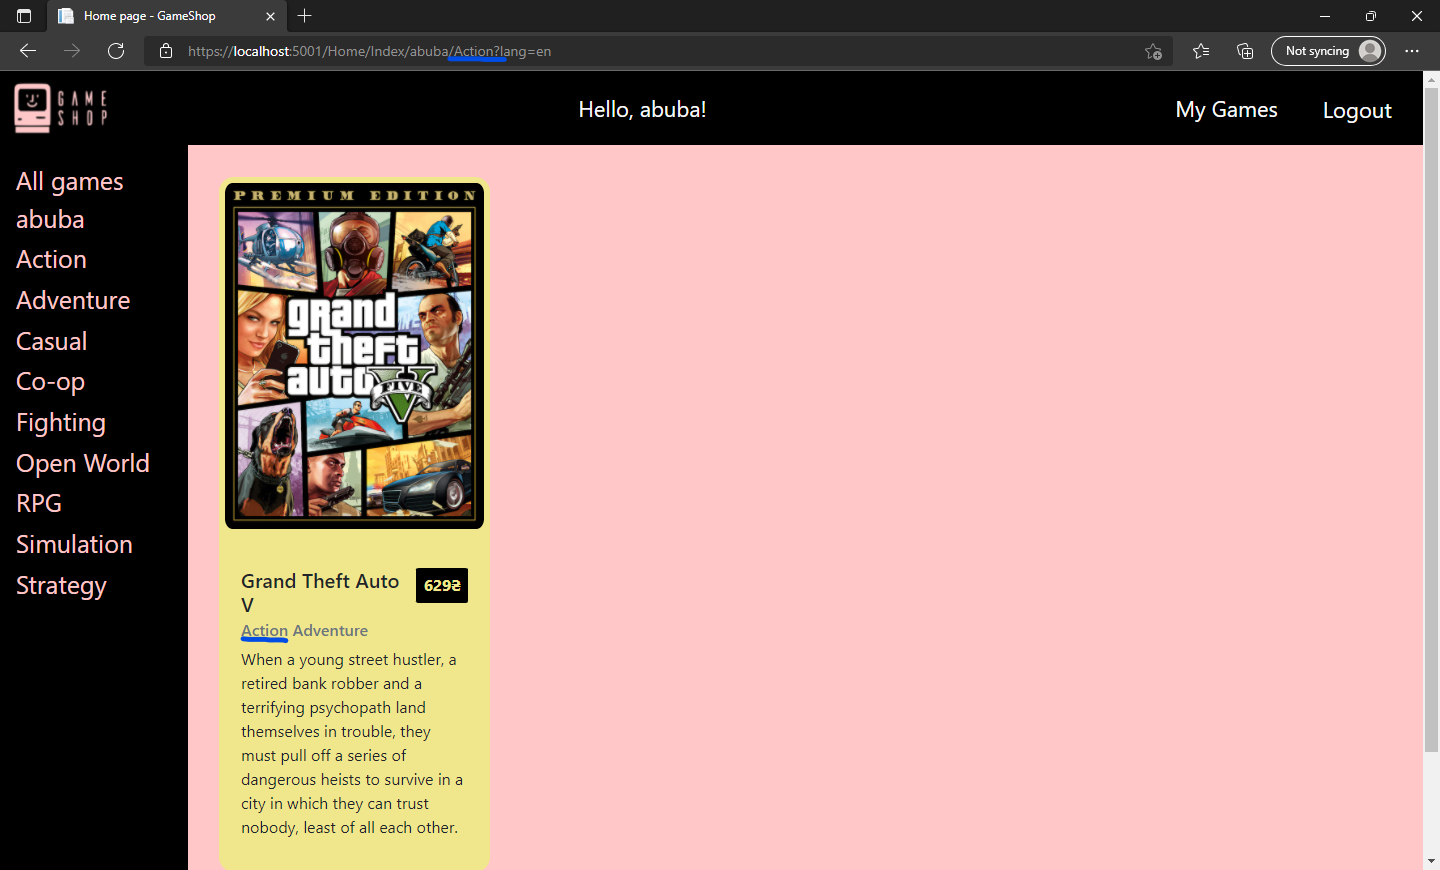 Home page - GameShop
https://localhost:5001/Home/Index/abuba/Action?lang=en
Not syncing
GAME
SHOP
Hello, abuba!
My Games
Logout
All games
abuba
Action
Adventure
Casual
Co-op
Fighting
Open World
RPG
Simulation
Strategy
PREMIUM EDITION
grand
theft
auto
FIVE
Grand Theft Auto
V
629₴
Action Adventure
When a young street hustler, a
retired bank robber and a
terrifying psychopath land
themselves in trouble, they
must pull off a series of
dangerous heists to survive in a
city in which they can trust
nobody, least of all each other.